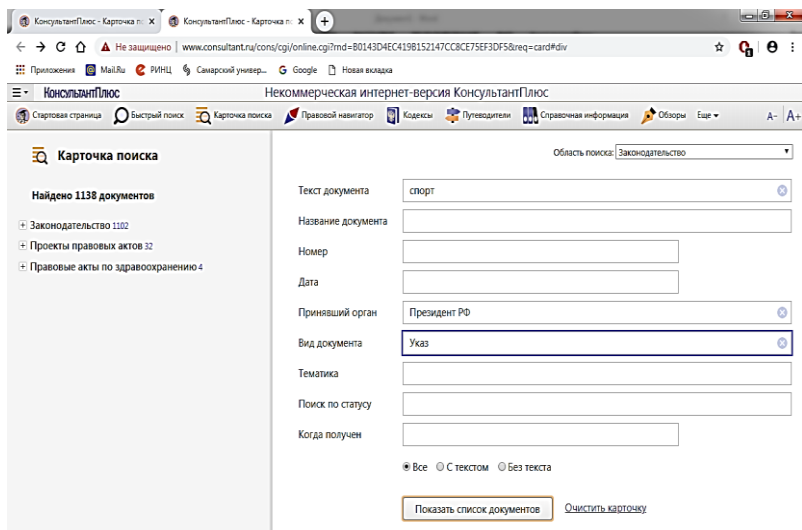 КонсультантПлюс - Карточка по x
КонсультантПлюс - Карточка по x
Не защищено | www.consultant.ru/cons/cgi/online.cgi?rnd=B0143D4EC419B152147CC8CE75EF3DF5&req=card#div
Приложения Mail.Ru РИНЦ Самарский универ... Google Новая вкладка
КонсультантПлюс Некоммерческая интернет-версия КонсультантПлюс
Стартовая страница Быстрый поиск Карточка поиска Правовой навигатор Кодексы Путеводители Справочная информация Обзоры Еще A- A+
Карточка поиска
Область поиска: Законодательство
Найдено 1138 документов
+ Законодательство 1102
+ Проекты правовых актов 32
+ Правовые акты по здравоохранению 4
Текст документа спорт
Название документа
Номер
Дата
Принявший орган Президент РФ
Вид документа Указ
Тематика
Поиск по статусу
Когда получен
Все С текстом Без текста
Показать список документов Очистить карточку